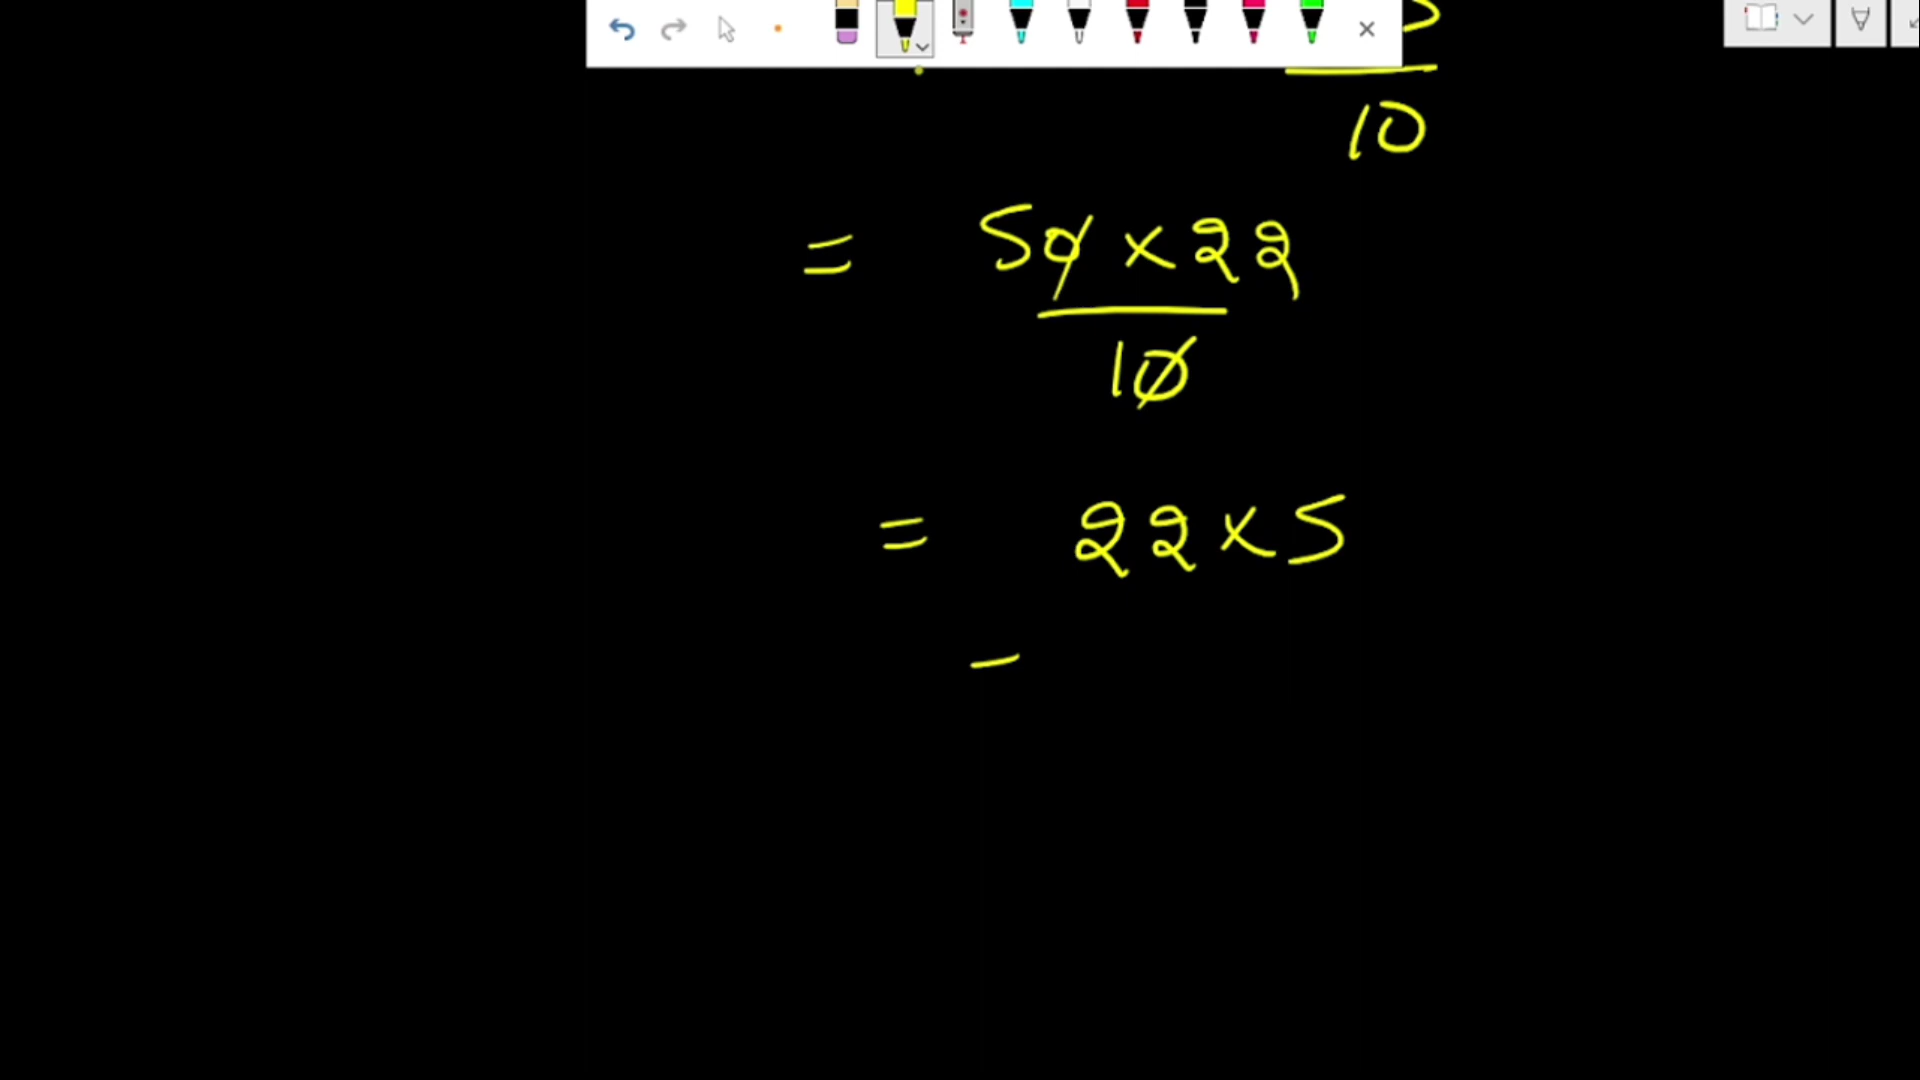 10
= 50 × 22
10
= 22 × 5
–